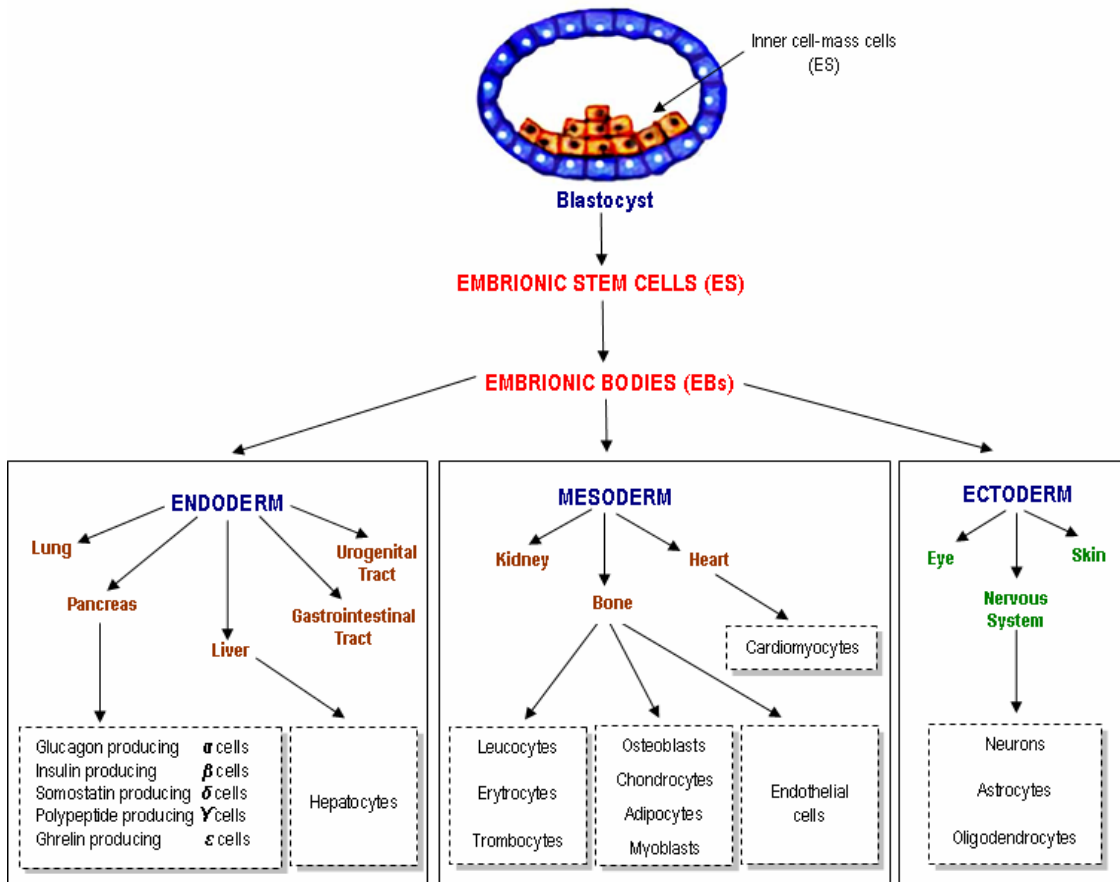 Inner cell-mass cells
(ES)
Blastocyst
EMBRIONIC STEM CELLS (ES)
EMBRIONIC BODIES (EBs)
ENDODERM
Lung
Urogenital
Tract
Pancreas
Gastrointestinal
Tract
Liver
Glucagon producing α cells
Insulin producing β cells
Somostatin producing δ cells
Polypeptide producing γ cells
Ghrelin producing ε cells
Hepatocytes
MESODERM
Kidney
Heart
Bone
Cardiomyocytes
Leucocytes
Erytrocytes
Trombocytes
Osteoblasts
Chondrocytes
Adipocytes
Myoblasts
Endothelial
cells
ECTODERM
Eye
Skin
Nervous
System
Neurons
Astrocytes
Oligodendrocytes